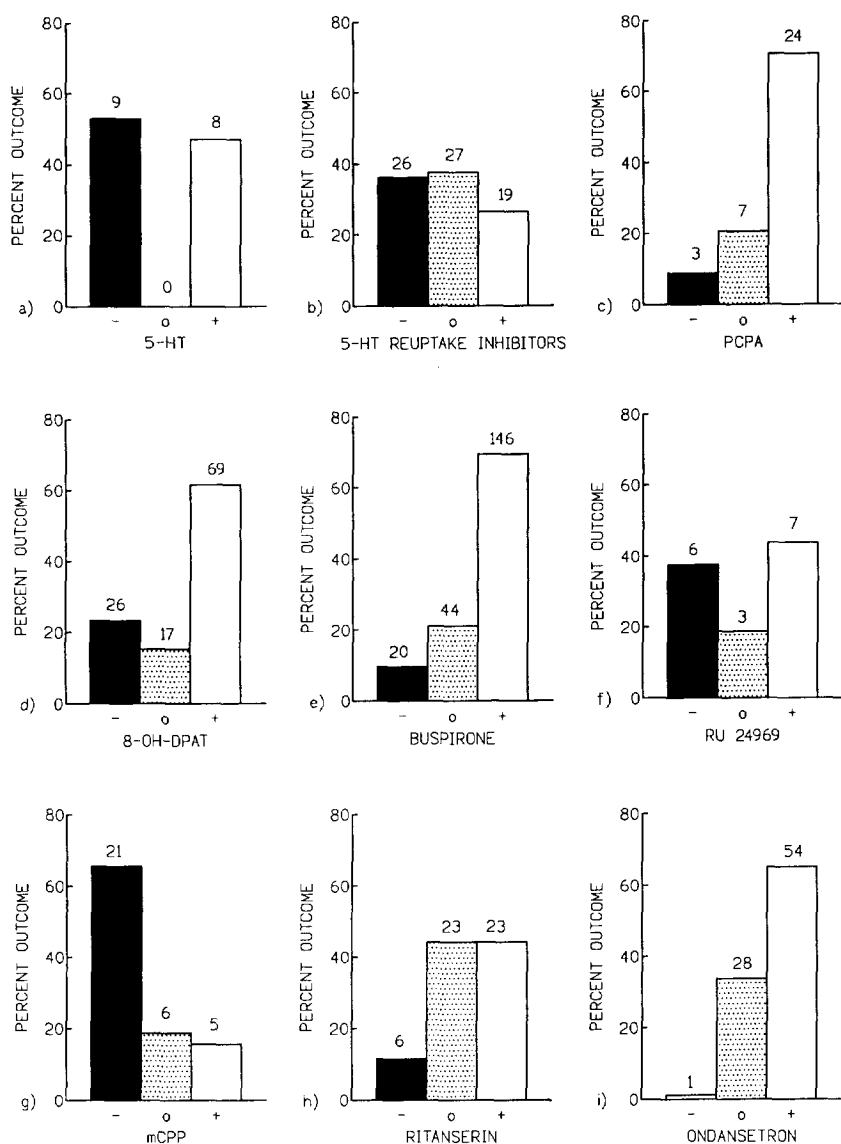 80
60
40
20
0
PERCENT OUTCOME
9
0
8
a)
- o +
5-HT
80
60
40
20
0
PERCENT OUTCOME
26
27
19
b)
- o +
5-HT REUPTAKE INHIBITORS
80
60
40
20
0
PERCENT OUTCOME
3
7
24
c)
- o +
PCPA
80
60
40
20
0
PERCENT OUTCOME
26
17
69
d)
- o +
8-OH-DPAT
80
60
40
20
0
PERCENT OUTCOME
20
44
146
e)
- o +
BUSPIRONE
80
60
40
20
0
PERCENT OUTCOME
6
3
7
f)
- o +
RU 24969
80
60
40
20
0
PERCENT OUTCOME
21
6
5
g)
- o +
mCPP
80
60
40
20
0
PERCENT OUTCOME
6
23
23
h)
- o +
RITANSERIN
80
60
40
20
0
PERCENT OUTCOME
1
28
54
i)
- o +
ONDANSETRON